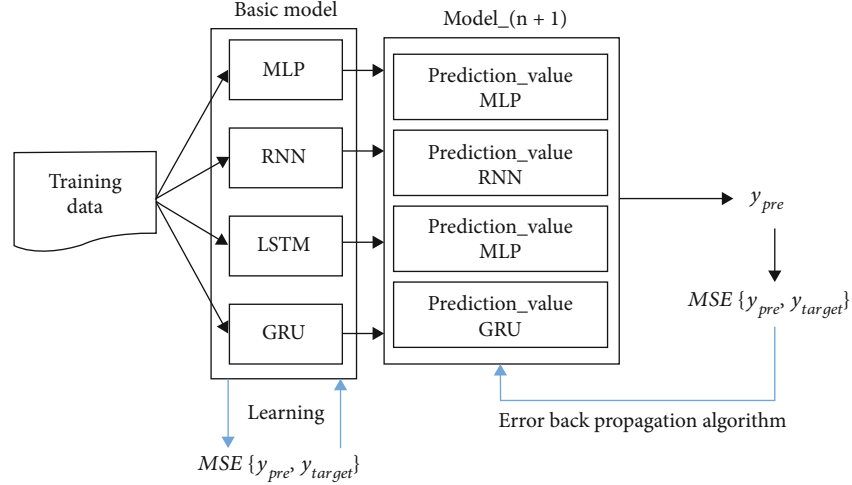 Basic model
Model_(n + 1)
Training
data
MLP
RNN
LSTM
GRU
Prediction_value
MLP
Prediction_value
RNN
Prediction_value
MLP
Prediction_value
GRU
y_pre
MSE {y_pre, y_target}
Error back propagation algorithm
Learning
MSE {y_pre, y_target}